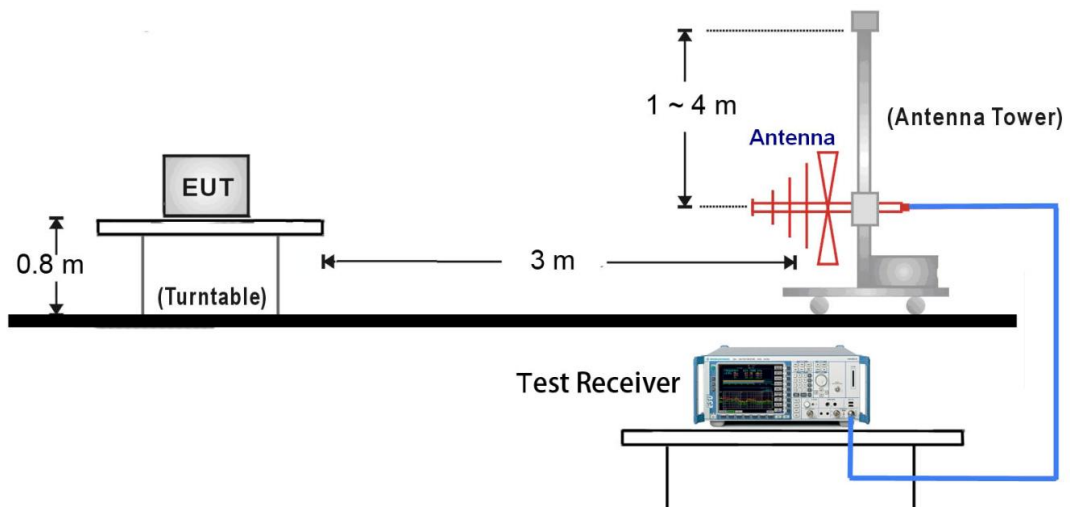 1 ~ 4 m
(Antenna Tower)
Antenna
EUT
0.8 m
3 m
(Turntable)
Test Receiver